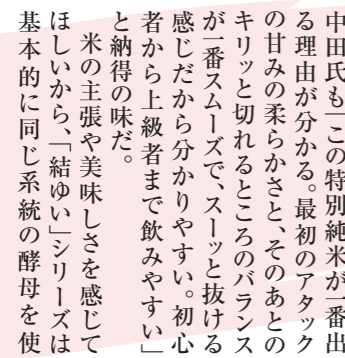 中田氏も「この特別純米が一番出
る理由が分かる。最初のアタック
の甘みの柔らかさと、そのあとの
キリッと切れるところのバランス
が一番スムーズで、スーッと抜ける
感じだから分かりやすい。初心
者から上級者まで飲みやすい」
と納得の味だ。
米の主張や美味しさを感じて
ほしいから、「結ゆい」シリーズは
基本的に同じ系統の酵母を使